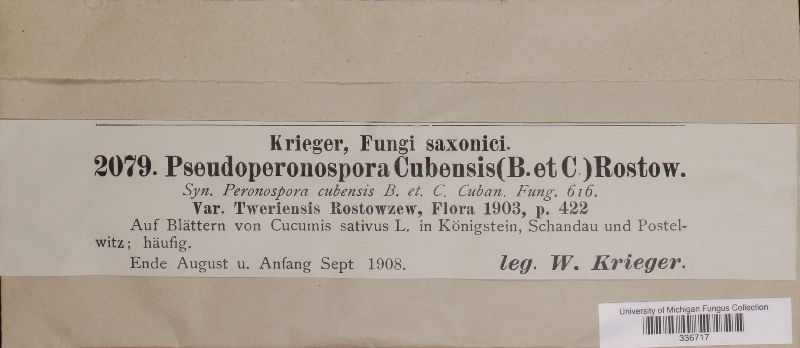 Krieger, Fungi saxonici.
2079. Pseudoperonospora Cubensis (B. et C.) Rostow.
Syn. Peronospora cubensis B. et. C. Cuban. Fung. 616.
Var. Tweriensis Rostowzew, Flora 1903, p. 422
Auf Blättern von Cucumis sativus L. in Königstein, Schandau und Postel-
witz; häufig.
Ende August u. Anfang Sept 1908. leg. W. Krieger.
University of Michigan Fungus Collection
336717